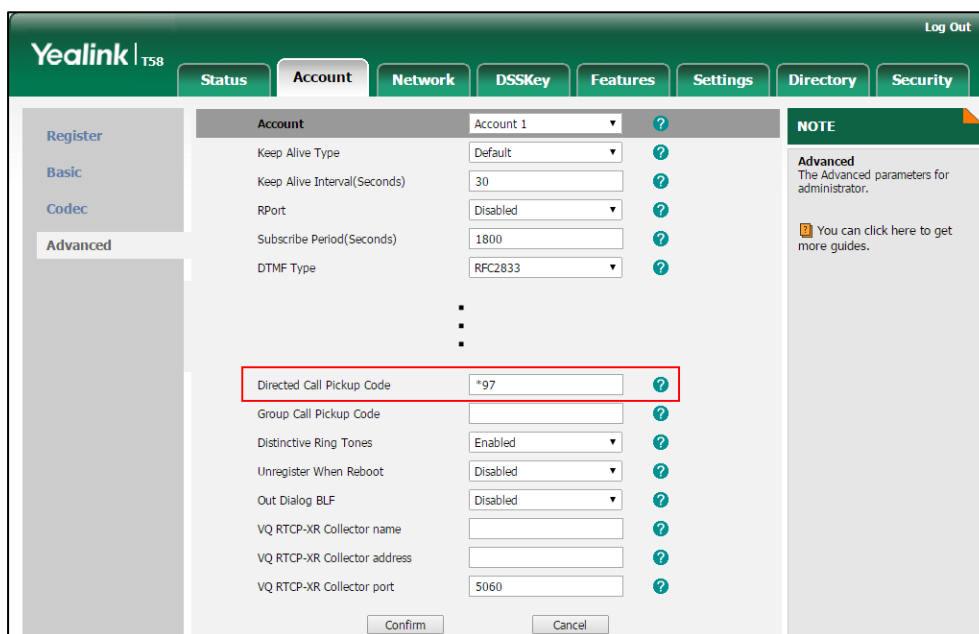 Log Out
Yealink T58
Status Account Network DSSKey Features Settings Directory Security
Register
Basic
Codec
Advanced
Account Account 1 ?
Keep Alive Type Default ?
Keep Alive Interval(Seconds) 30 ?
RPort Disabled ?
Subscribe Period(Seconds) 1800 ?
DTMF Type RFC2833 ?
Directed Call Pickup Code *97 ?
Group Call Pickup Code ?
Distinctive Ring Tones Enabled ?
Unregister When Reboot Disabled ?
Out Dialog BLF Disabled ?
VQ RTCP-XR Collector name ?
VQ RTCP-XR Collector address ?
VQ RTCP-XR Collector port 5060 ?
Confirm Cancel
NOTE
Advanced
The Advanced parameters for
administrator.
? You can click here to get
more guides.